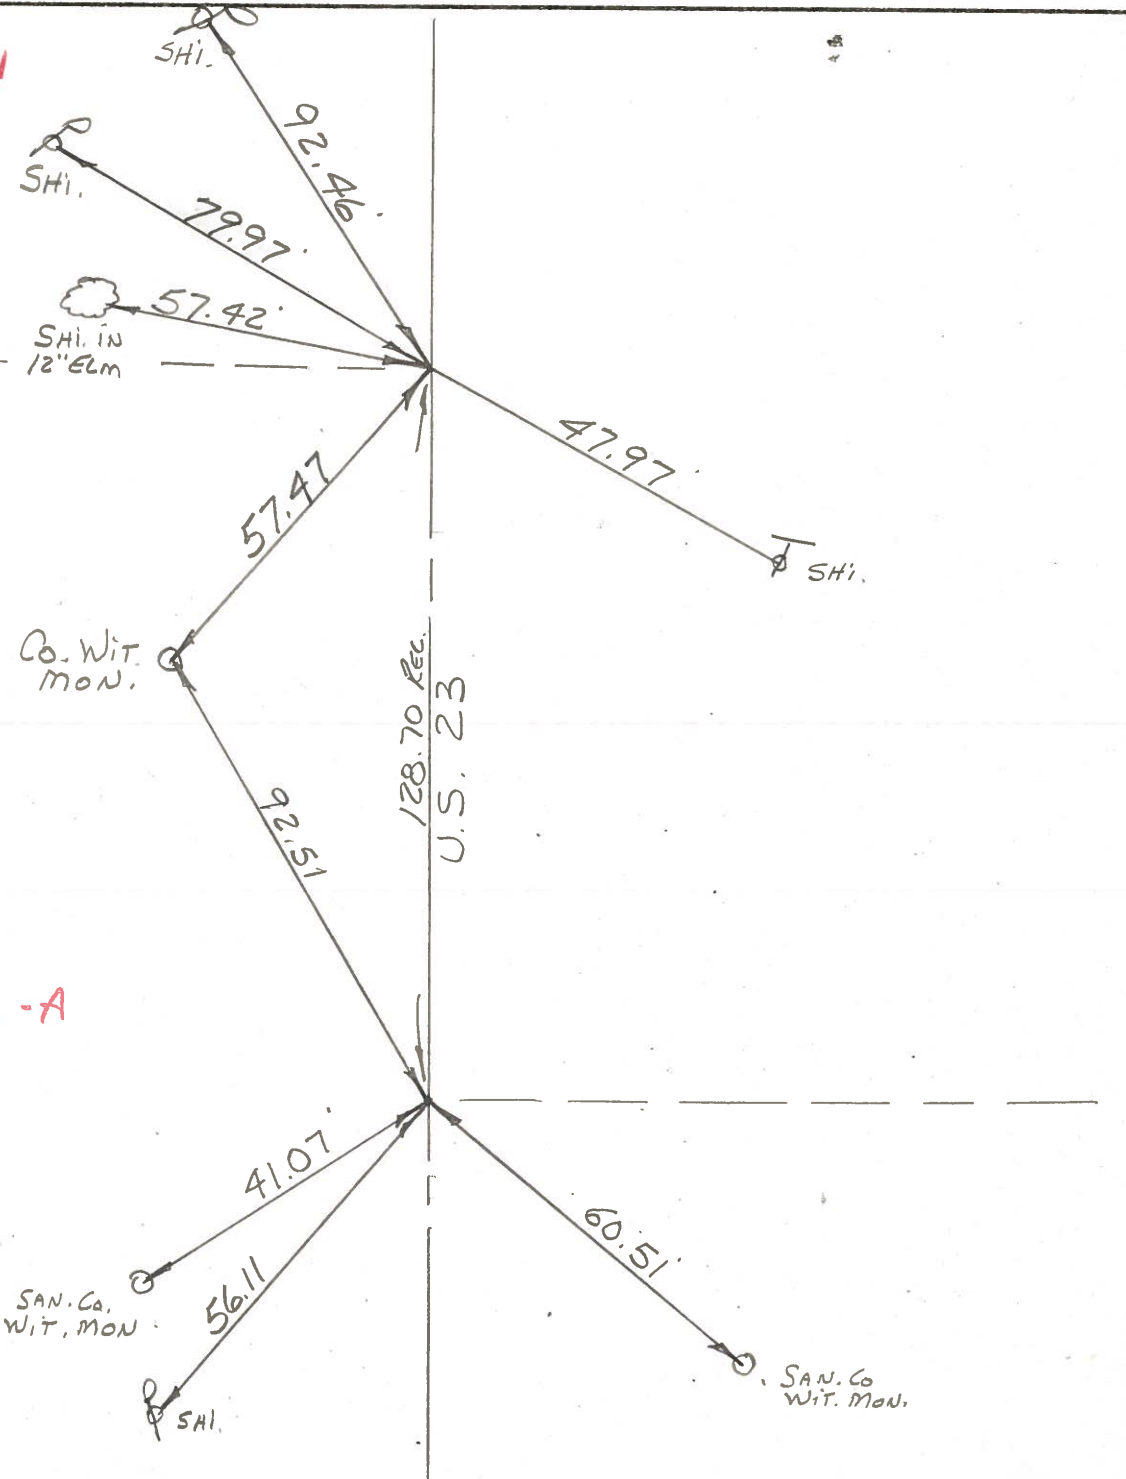 SHI.
92.46'
SHI.
79.97'
57.42'
SHI. IN
12" ELM
47.97'
57.47
SHI.
Co. WIT.
MON.
128.70 REC.
U.S. 23
92.51
-A
41.07'
56.11
60.51'
SAN. Co.
WIT. MON.
SHI.
SAN. Co
WIT. MON.